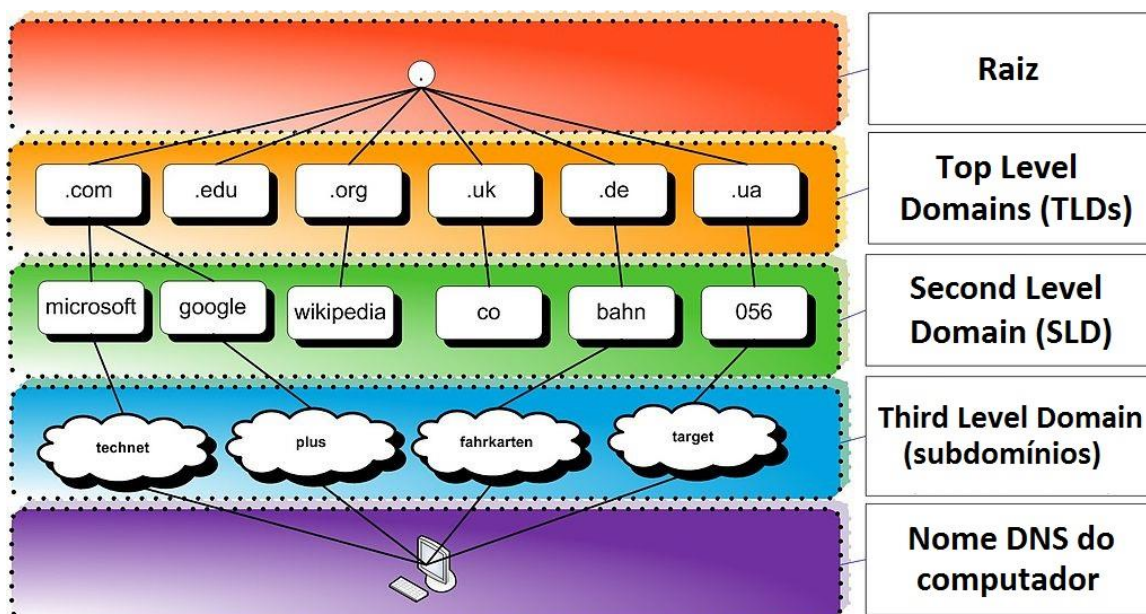 .
Raiz
.com .edu .org .uk .de .ua
Top Level
Domains (TLDs)
microsoft google wikipedia co bahn 056
Second Level
Domain (SLD)
technet plus fahrkarten target
Third Level Domain
(subdomínios)
Nome DNS do
computador